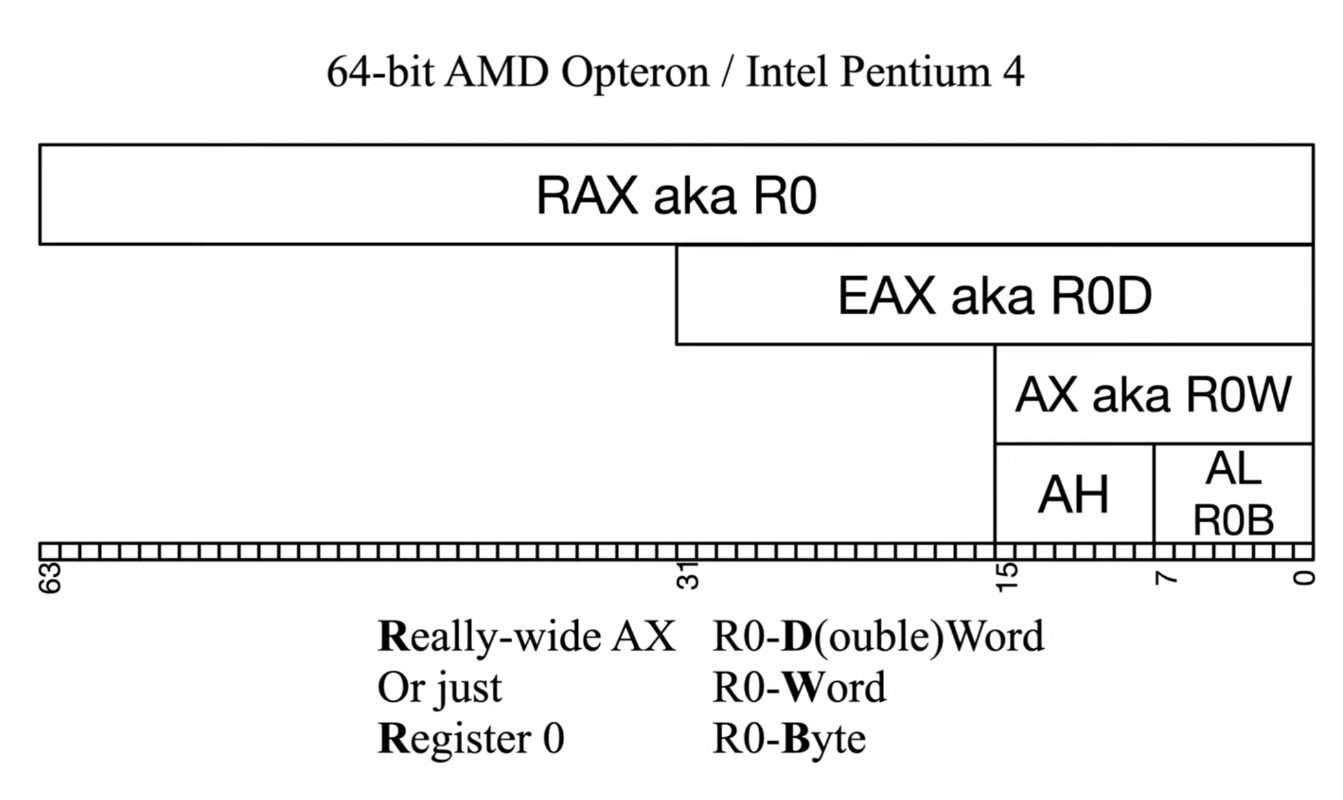 64-bit AMD Opteron / Intel Pentium 4
RAX aka R0
EAX aka R0D
AX aka R0W
AH
AL
R0B
63
31
15
7
0
Really-wide AX
Or just
Register 0
R0-D(ouble)Word
R0-Word
R0-Byte